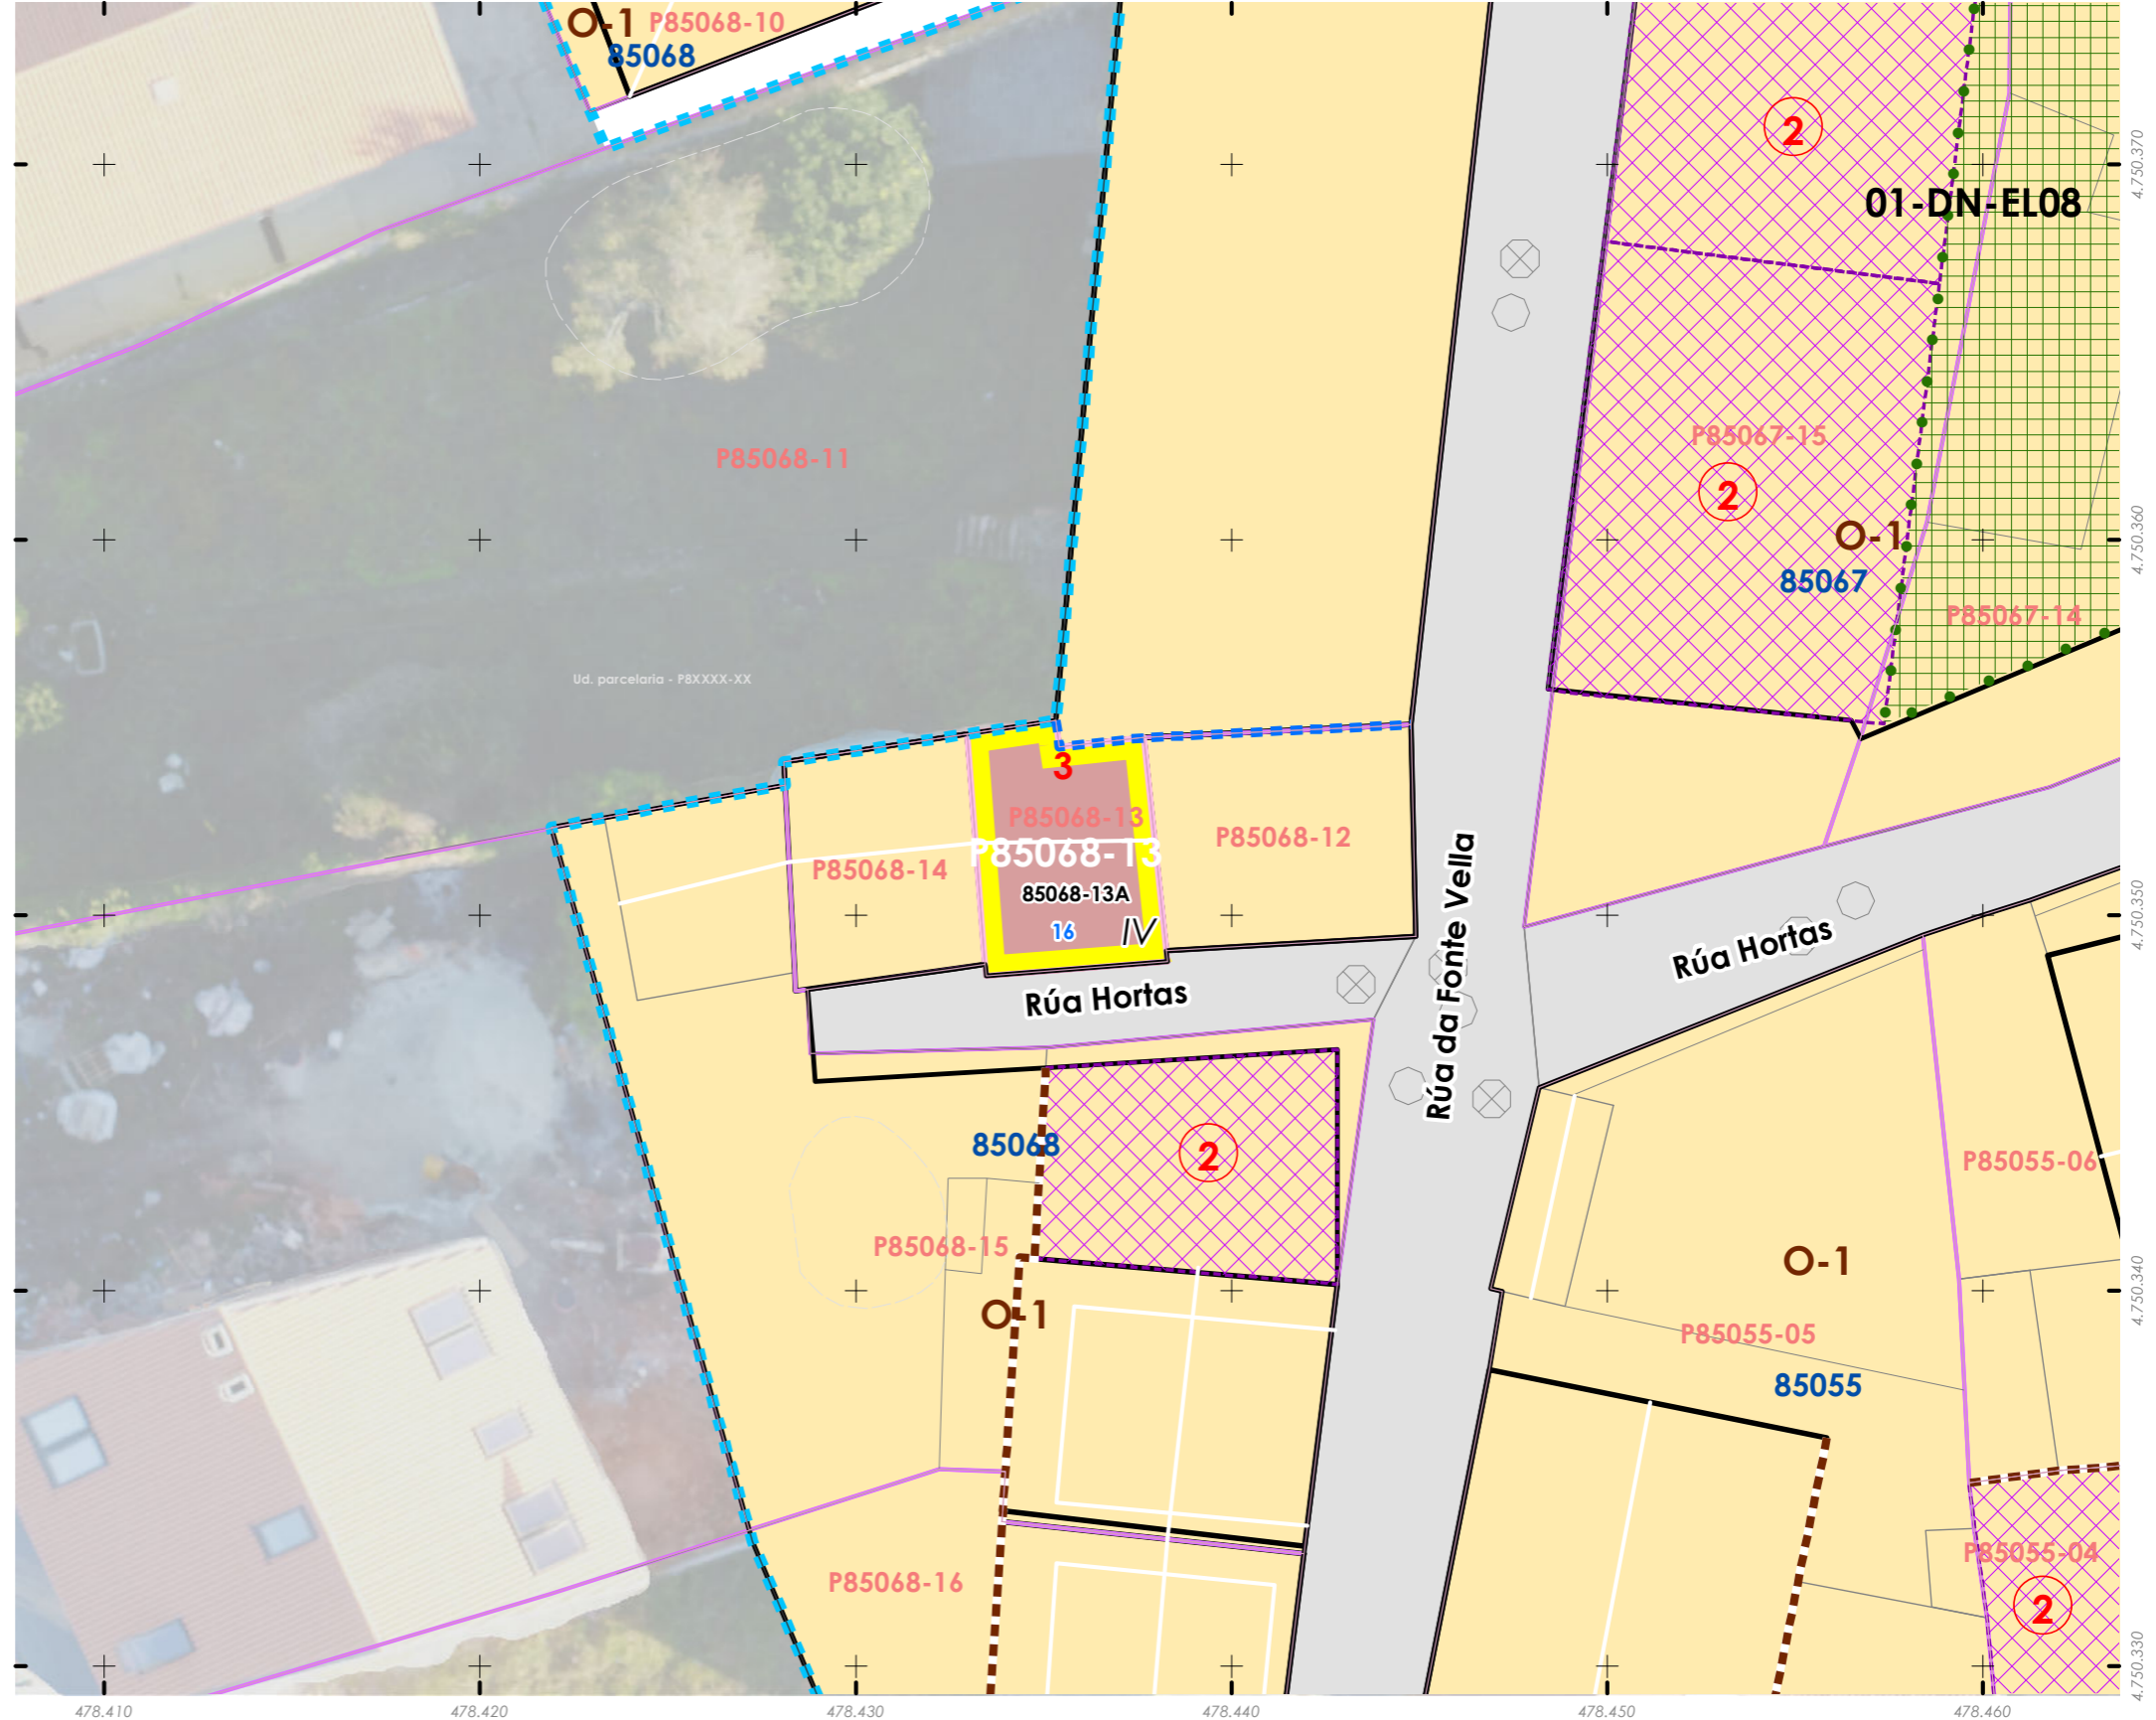 O-1 P85068-10
85068
2
4.750.370
01-DN-EL08
P85068-11
P85067-15
2
O-1
4.750.360
85067
P85067-14
Ud. parcelaria - P8XXXX-XX
3
P85068-13
P85068-12
P85068-13
P85068-14
85068-13A
16
IV
4.750.350
Rúa da Fonte Vella
Rúa Hortas
Rúa Hortas
85068
2
P85055-06
P85068-15
O-1
O-1
4.750.340
P85055-05
85055
P85068-16
P85055-04
2
4.750.330
478.410
478.420
478.430
478.440
478.450
478.460